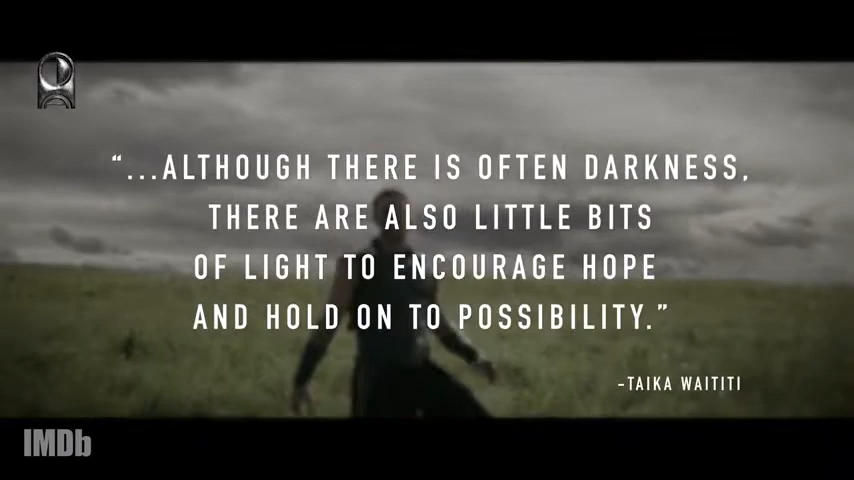 “...ALTHOUGH THERE IS OFTEN DARKNESS,
THERE ARE ALSO LITTLE BITS
OF LIGHT TO ENCOURAGE HOPE
AND HOLD ON TO POSSIBILITY.”
-TAIKA WAITITI
IMDb